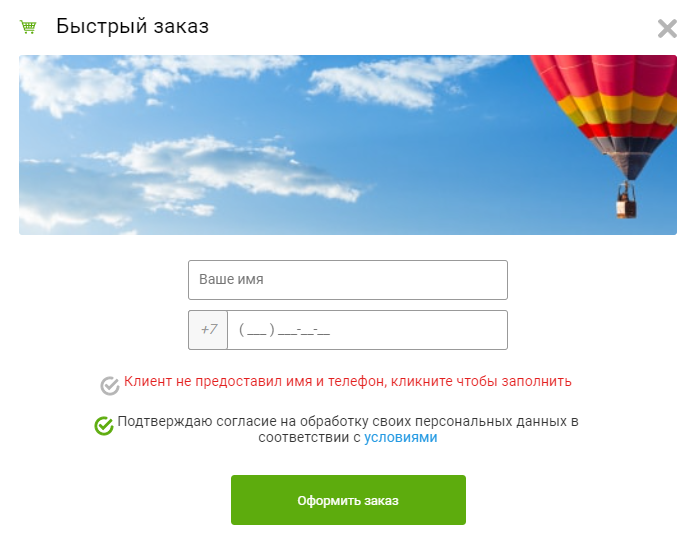 Быстрый заказ
Ваше имя
+7 (___)___-__-__
Клиент не предоставил имя и телефон, кликните чтобы заполнить
Подтверждаю согласие на обработку своих персональных данных в
соответствии с условиями
Оформить заказ